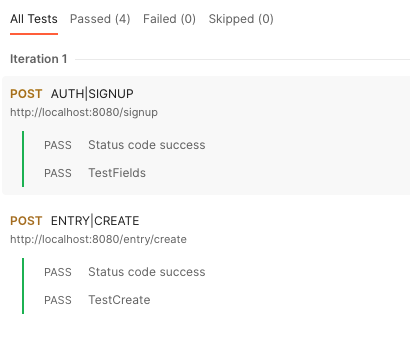 All Tests Passed (4) Failed (0) Skipped (0)
Iteration 1
POST AUTH|SIGNUP
http://localhost:8080/signup
PASS Status code success
PASS TestFields
POST ENTRY|CREATE
http://localhost:8080/entry/create
PASS Status code success
PASS TestCreate